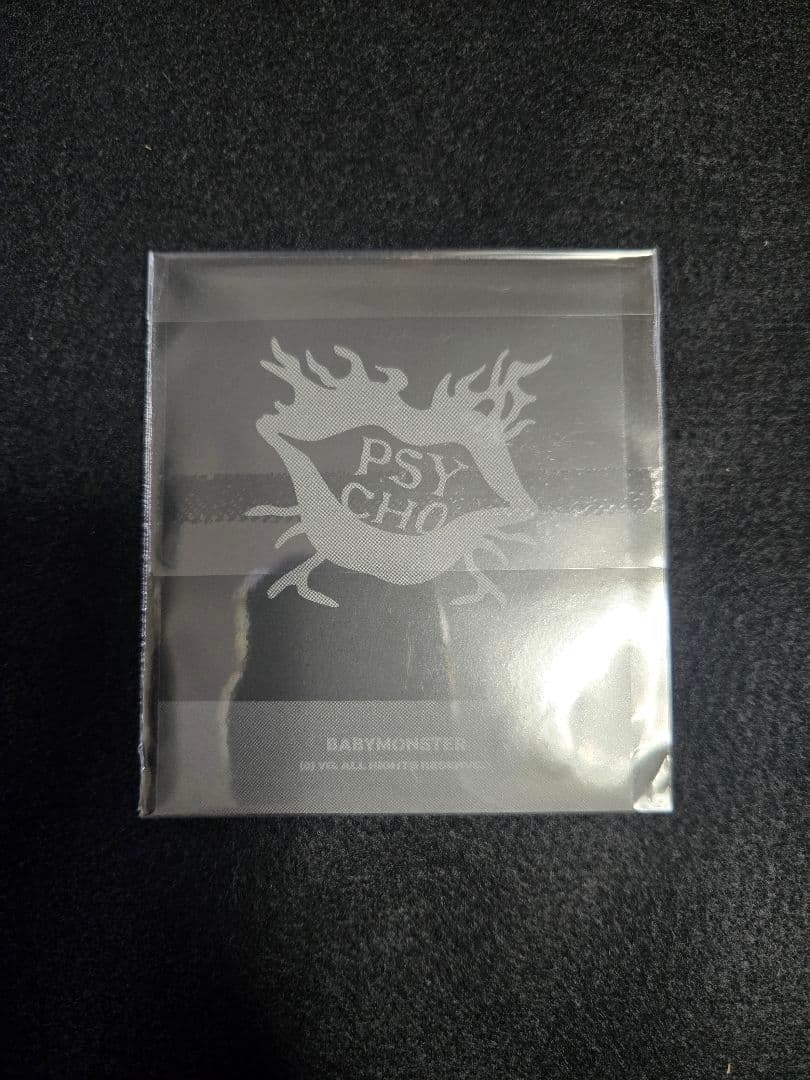 PSY
CHO
BABYMONSTER
(c) YG. ALL RIGHTS RESERVED